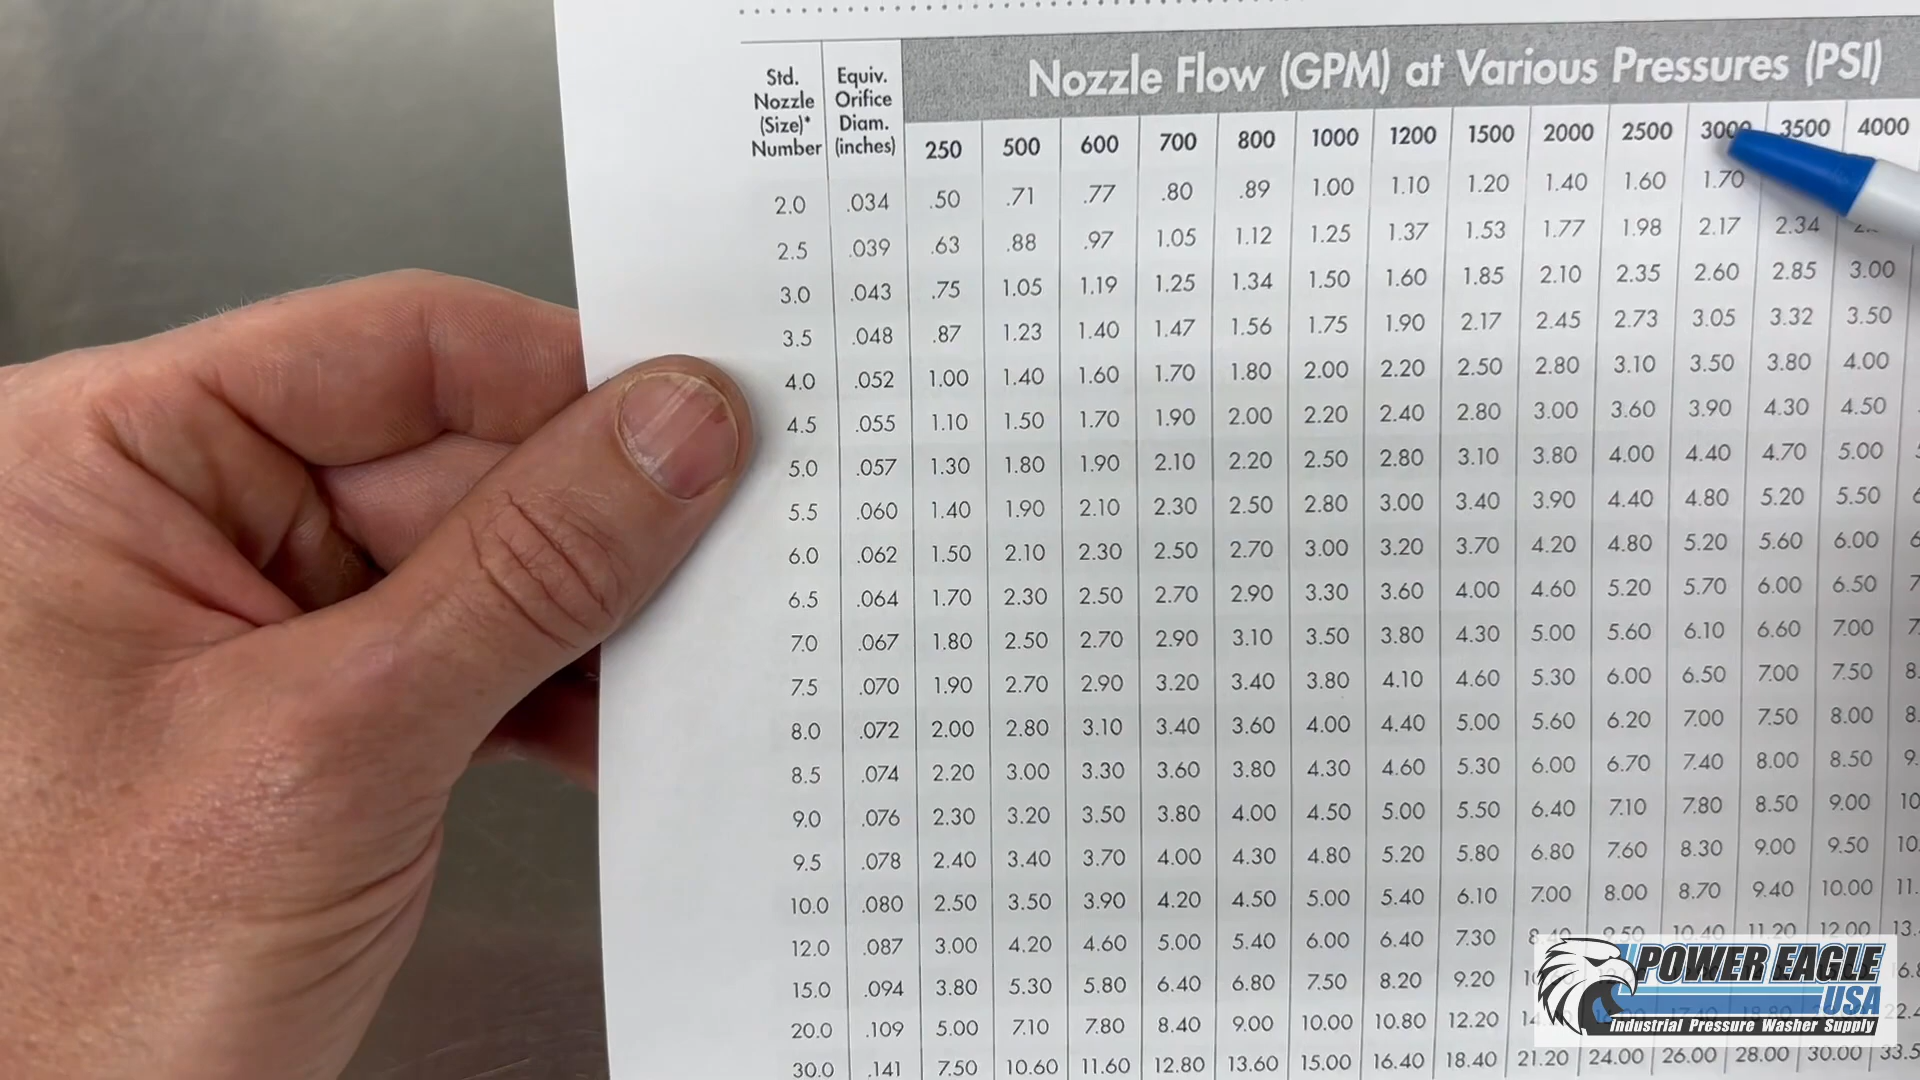 Nozzle Flow (GPM) at Various Pressures (PSI)
Std. Nozzle (Size)* Number Equiv. Orifice Diam. (inches) 250 500 600 700 800 1000 1200 1500 2000 2500 3000 3500 4000
2.0 .034 .50 .71 .77 .80 .89 1.00 1.10 1.20 1.40 1.60 1.70
2.5 .039 .63 .88 .97 1.05 1.12 1.25 1.37 1.53 1.77 1.98 2.17 2.34
3.0 .043 .75 1.05 1.19 1.25 1.34 1.50 1.60 1.85 2.10 2.35 2.60 2.85 3.00
3.5 .048 .87 1.23 1.40 1.47 1.56 1.75 1.90 2.17 2.45 2.73 3.05 3.32 3.50
4.0 .052 1.00 1.40 1.60 1.70 1.80 2.00 2.20 2.50 2.80 3.10 3.50 3.80 4.00
4.5 .055 1.10 1.50 1.70 1.90 2.00 2.20 2.40 2.80 3.00 3.60 3.90 4.30 4.50
5.0 .057 1.30 1.80 1.90 2.10 2.20 2.50 2.80 3.10 3.80 4.00 4.40 4.70 5.00
5.5 .060 1.40 1.90 2.10 2.30 2.50 2.80 3.00 3.40 3.90 4.40 4.80 5.20 5.50
6.0 .062 1.50 2.10 2.30 2.50 2.70 3.00 3.20 3.70 4.20 4.80 5.20 5.60 6.00
6.5 .064 1.70 2.30 2.50 2.70 2.90 3.30 3.60 4.00 4.60 5.20 5.70 6.00 6.50
7.0 .067 1.80 2.50 2.70 2.90 3.10 3.50 3.80 4.30 5.00 5.60 6.10 6.60 7.00
7.5 .070 1.90 2.70 2.90 3.20 3.40 3.80 4.10 4.60 5.30 6.00 6.50 7.00 7.50
8.0 .072 2.00 2.80 3.10 3.40 3.60 4.00 4.40 5.00 5.60 6.20 7.00 7.50 8.00
8.5 .074 2.20 3.00 3.30 3.60 3.80 4.30 4.60 5.30 6.00 6.70 7.40 8.00 8.50
9.0 .076 2.30 3.20 3.50 3.80 4.00 4.50 5.00 5.50 6.40 7.10 7.80 8.50 9.00
9.5 .078 2.40 3.40 3.70 4.00 4.30 4.80 5.20 5.80 6.80 7.60 8.30 9.00 9.50
10.0 .080 2.50 3.50 3.90 4.20 4.50 5.00 5.40 6.10 7.00 8.00 8.70 9.40 10.00
12.0 .087 3.00 4.20 4.60 5.00 5.40 6.00 6.40 7.30 8.40 9.50 10.40 11.20 12.00
15.0 .094 3.80 5.30 5.80 6.40 6.80 7.50 8.20 9.20
20.0 .109 5.00 7.10 7.80 8.40 9.00 10.00 10.80 12.20
30.0 .141 7.50 10.60 11.60 12.80 13.60 15.00 16.40 18.40 21.20 24.00 26.00 28.00 30.00 33.5
POWER EAGLE
USA
Industrial Pressure Washer Supply